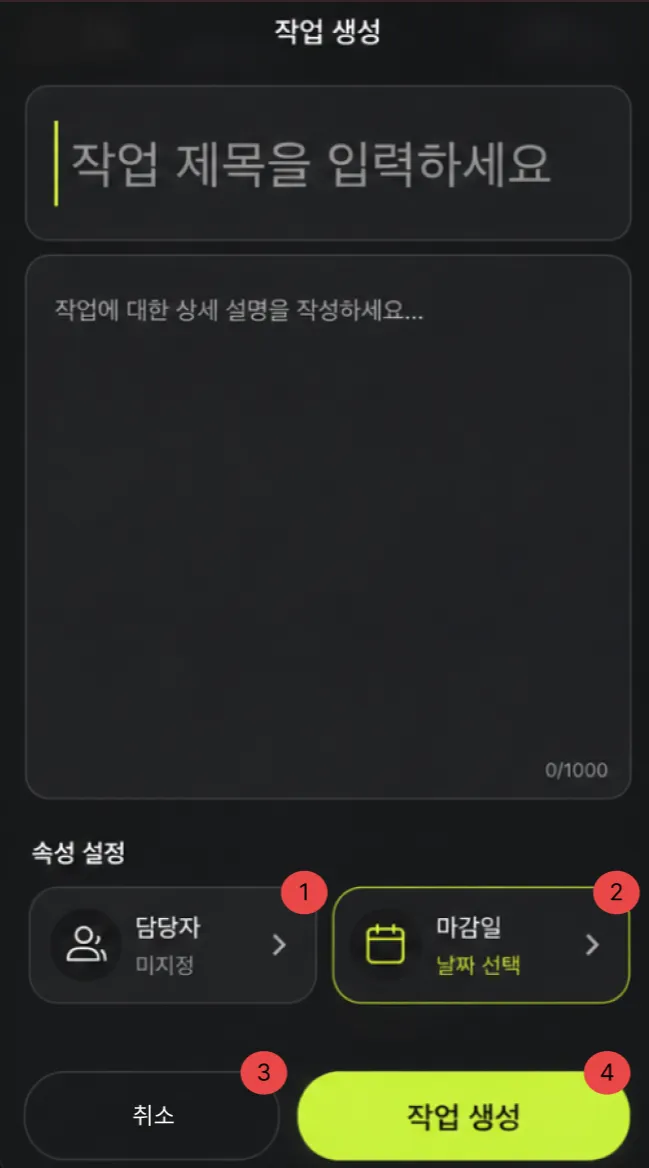 작업 생성
작업 제목을 입력하세요
작업에 대한 상세 설명을 작성하세요...
0/1000
속성 설정
1
담당자
미지정
2
마감일
날짜 선택
3
취소
4
작업 생성